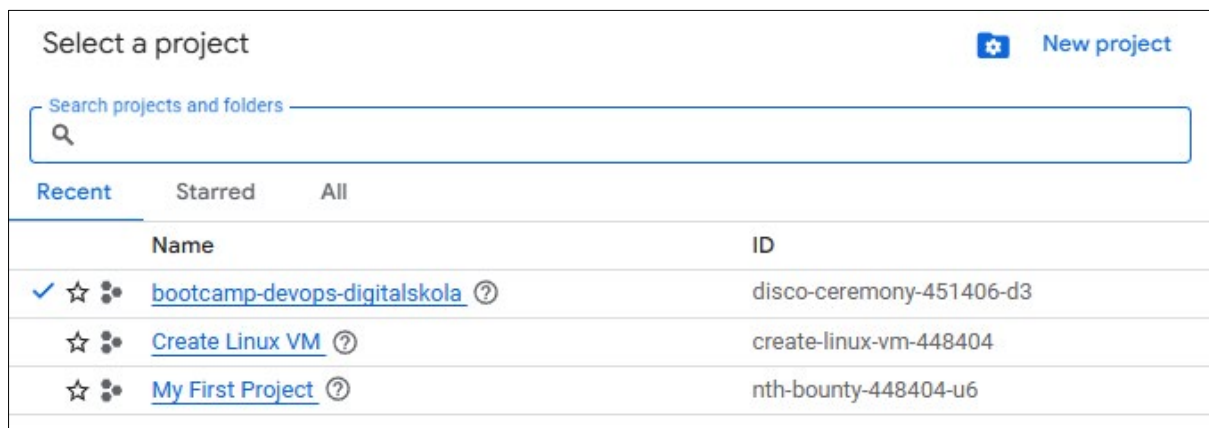 Select a project
New project
Search projects and folders
Recent Starred All
Name ID
bootcamp-devops-digitalskola disco-ceremony-451406-d3
Create Linux VM create-linux-vm-448404
My First Project nth-bounty-448404-u6